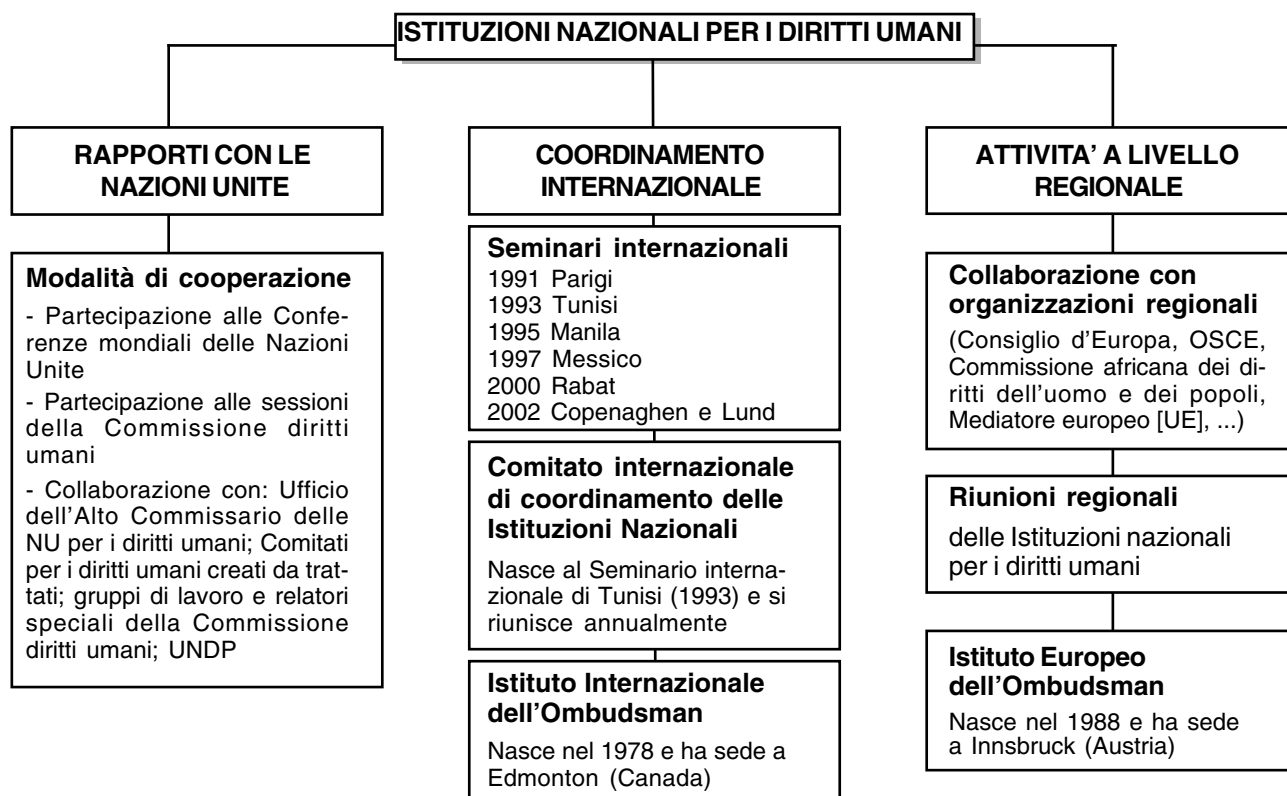 ISTITUZIONI NAZIONALI PER I DIRITTI UMANI
RAPPORTI CON LE
NAZIONI UNITE
Modalità di cooperazione
- Partecipazione alle Confe-
renze mondiali delle Nazioni
Unite
- Partecipazione alle sessioni
della Commissione diritti
umani
- Collaborazione con: Ufficio
dell'Alto Commissario delle
NU per i diritti umani; Comitati
per i diritti umani creati da trat-
tati; gruppi di lavoro e relatori
speciali della Commissione
diritti umani; UNDP
COORDINAMENTO
INTERNAZIONALE
Seminari internazionali
1991 Parigi
1993 Tunisi
1995 Manila
1997 Messico
2000 Rabat
2002 Copenaghen e Lund
Comitato internazionale
di coordinamento delle
Istituzioni Nazionali
Nasce al Seminario interna-
zionale di Tunisi (1993) e si
riunisce annualmente
Istituto Internazionale
dell'Ombudsman
Nasce nel 1978 e ha sede a
Edmonton (Canada)
ATTIVITA' A LIVELLO
REGIONALE
Collaborazione con
organizzazioni regionali
(Consiglio d'Europa, OSCE,
Commissione africana dei di-
ritti dell'uomo e dei popoli,
Mediatore europeo [UE], ...)
Riunioni regionali
delle Istituzioni nazionali
per i diritti umani
Istituto Europeo
dell'Ombudsman
Nasce nel 1988 e ha sede
a Innsbruck (Austria)